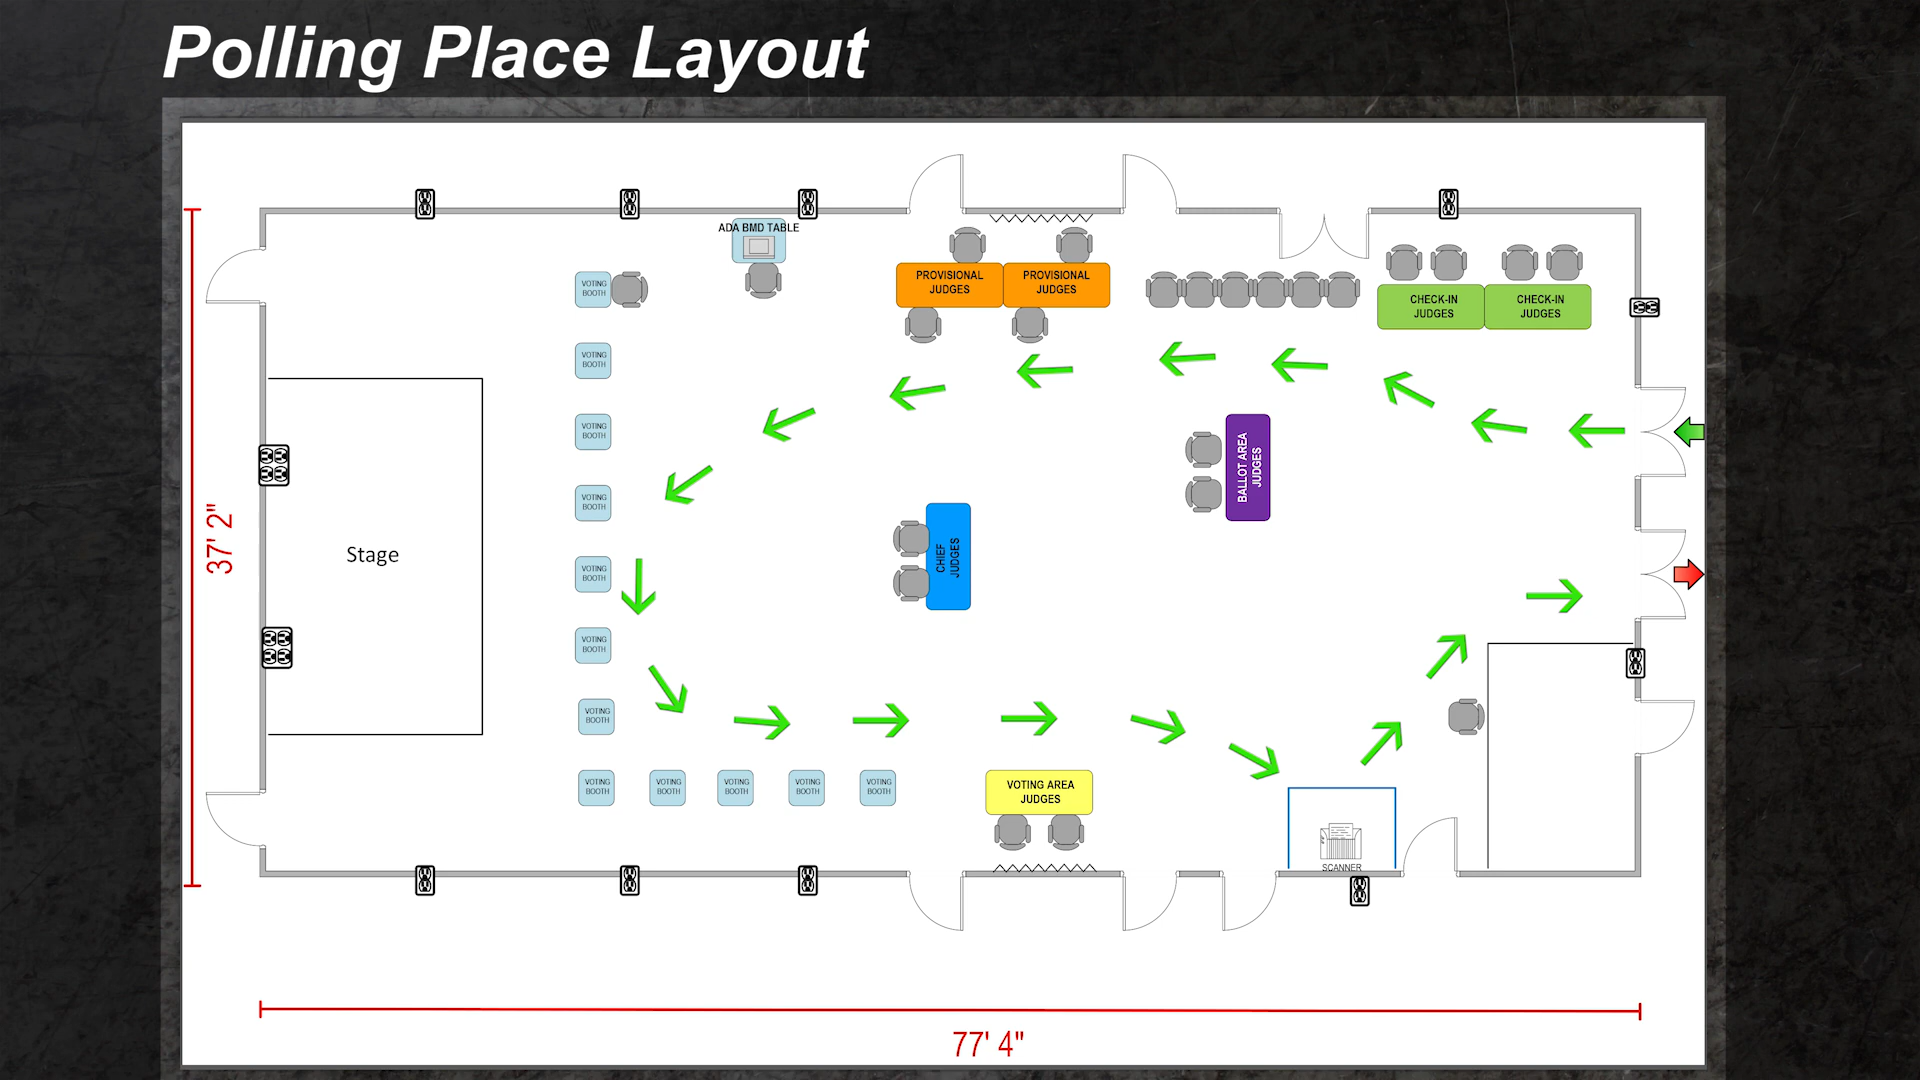 Polling Place Layout
ADA BMD TABLE
PROVISIONAL
JUDGES
PROVISIONAL
JUDGES
CHECK-IN
JUDGES
CHECK-IN
JUDGES
VOTING
BOOTH
VOTING
BOOTH
VOTING
BOOTH
VOTING
BOOTH
VOTING
BOOTH
VOTING
BOOTH
VOTING
BOOTH
VOTING
BOOTH
VOTING
BOOTH
VOTING
BOOTH
VOTING
BOOTH
VOTING
BOOTH
BALLOT AREA
JUDGES
CHIEF
JUDGES
Stage
37' 2"
VOTING AREA
JUDGES
SCANNER
77' 4"